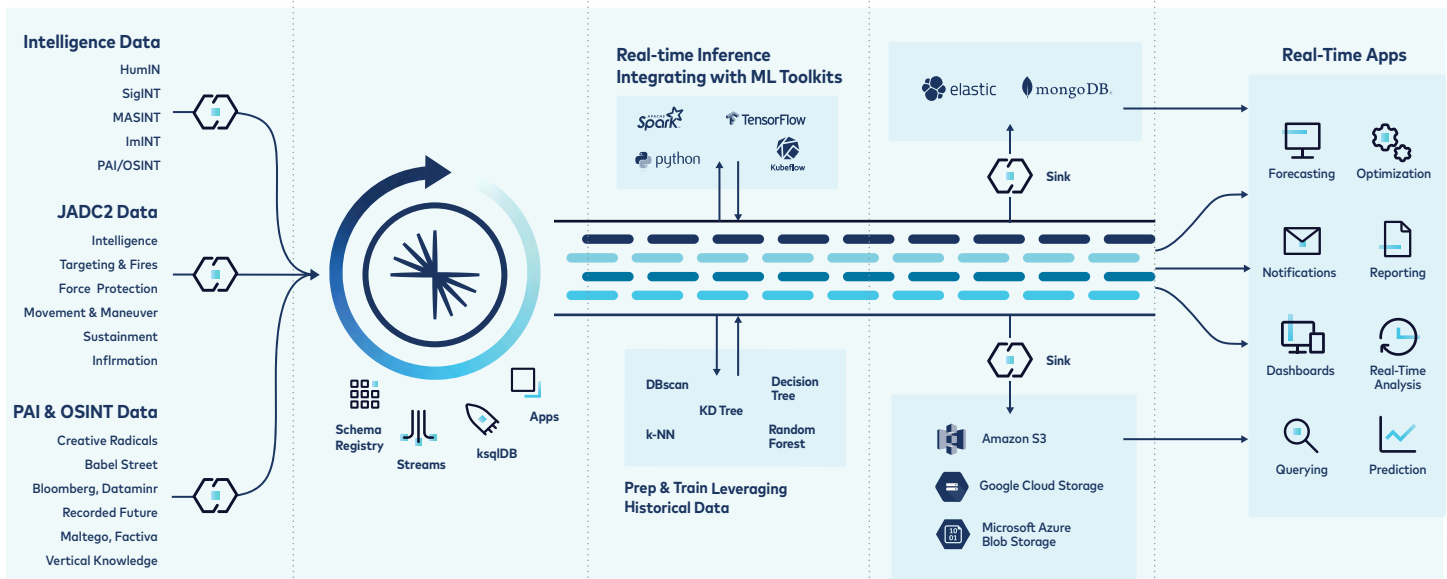 Intelligence Data
HumIN
SigINT
MASINT
ImINT
PAI/OSINT
JADC2 Data
Intelligence
Targeting & Fires
Force Protection
Movement & Maneuver
Sustainment
Infirmation
PAI & OSINT Data
Creative Radicals
Babel Street
Bloomberg, Dataminr
Recorded Future
Maltego, Factiva
Vertical Knowledge
Schema
Registry
Streams
ksqlDB
Apps
Real-time Inference
Integrating with ML Toolkits
APACHE
Spark
TensorFlow
python
Kubeflow
DBscan
Decision
Tree
KD Tree
k-NN
Random
Forest
Prep & Train Leveraging
Historical Data
elastic
mongoDB
Sink
Sink
Amazon S3
Google Cloud Storage
10
01
Microsoft Azure
Blob Storage
Real-Time Apps
Forecasting
Optimization
Notifications
Reporting
Dashboards
Real-Time
Analysis
Querying
Prediction